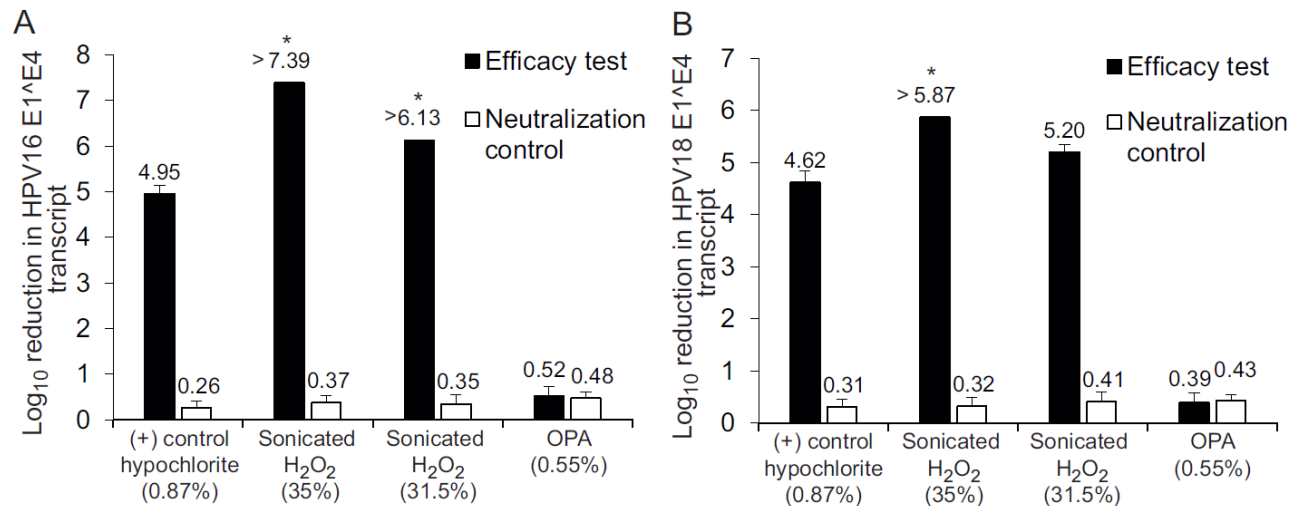 A
Log10 reduction in HPV16 E1^E4
transcript
8
7
6
5
4
3
2
1
0
*
>7.39
*
>6.13
4.95
0.26
0.37
0.35
0.52
0.48
Efficacy test
Neutralization
control
(+) control
hypochlorite
(0.87%)
Sonicated
H2O2
(35%)
Sonicated
H2O2
(31.5%)
OPA
(0.55%)
B
Log10 reduction in HPV18 E1^E4
transcript
7
6
5
4
3
2
1
0
*
>5.87
5.20
4.62
0.31
0.32
0.41
0.39
0.43
Efficacy test
Neutralization
control
(+) control
hypochlorite
(0.87%)
Sonicated
H2O2
(35%)
Sonicated
H2O2
(31.5%)
OPA
(0.55%)